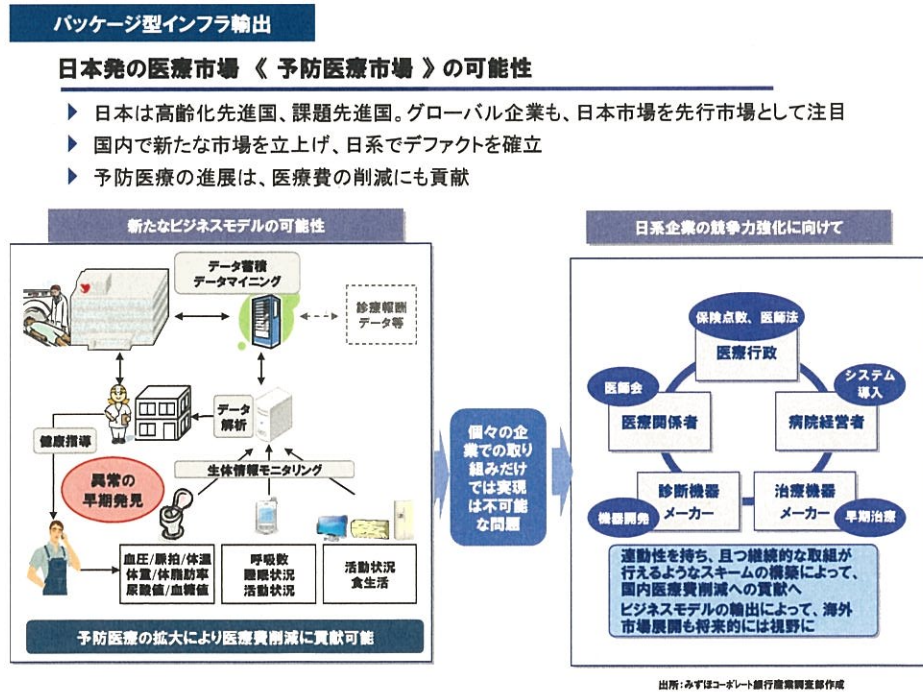 パッケージ型インフラ輸出
日本発の医療市場 《 予防医療市場 》の可能性
日本は高齢化先進国、課題先進国。グローバル企業も、日本市場を先行市場として注目
国内で新たな市場を立上げ、日系でデファクトを確立
予防医療の進展は、医療費の削減にも貢献
新たなビジネスモデルの可能性
データ蓄積
データマイニング
診療報酬
データ等
データ
解析
健康指導
生体情報モニタリング
異常の
早期発見
血圧/脈拍/体温
体重/体脂肪率
尿酸値/血糖値
呼吸数
睡眠状況
活動状況
活動状況
食生活
予防医療の拡大により医療費削減に貢献可能
個々の企
業での取り
組みだけ
では実現
は不可能
な問題
日系企業の競争力強化に向けて
保険点数、医師法
医療行政
医師会
医療関係者
システム
導入
病院経営者
診断機器
メーカー
機器開発
治療機器
メーカー
早期治療
連動性を持ち、且つ継続的な取組が
行えるようなスキームの構築によって、
国内医療費削減への貢献へ
ビジネスモデルの輸出によって、海外
市場展開も将来的には視野に
出所：みずほコーポレート銀行産業調査部作成